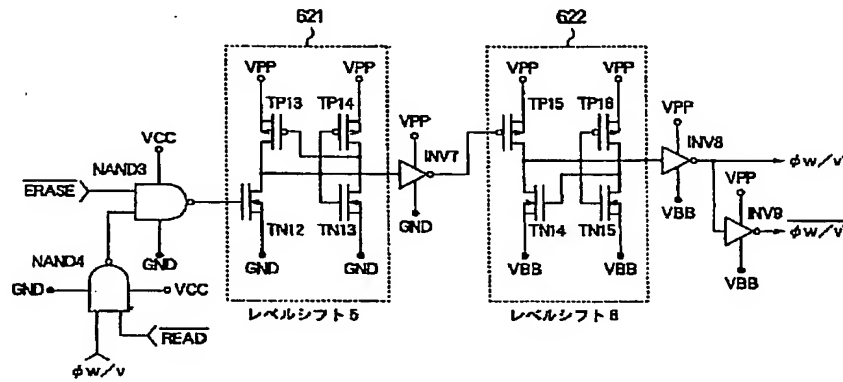 621
622
VPP VPP VPP VPP
TP13 TP14 TP15 TP16
VCC
NAND3
VPP
INV7
VPP
INV8
φw/v
ERASE
VPP
INV9
TN12 TN13 GND TN14 TN15 VBB
φw/v
NAND4 GND GND GND VBB VBB VBB
GND VCC
レベルシフト5 レベルシフト6
READ
φw/v